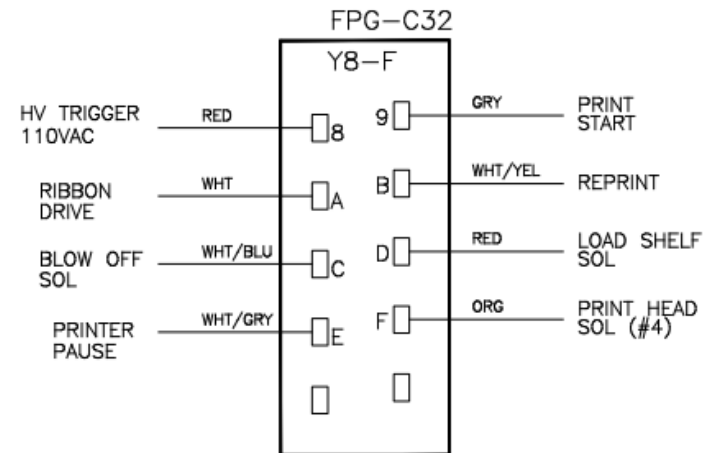 FPG-C32
Y8-F
HV TRIGGER
110VAC
RED
8
9
GRY
PRINT
START
RIBBON
DRIVE
WHT
A
B
WHT/YEL
REPRINT
BLOW OFF
SOL
WHT/BLU
C
D
RED
LOAD SHELF
SOL
PRINTER
PAUSE
WHT/GRY
E
F
ORG
PRINT HEAD
SOL (#4)